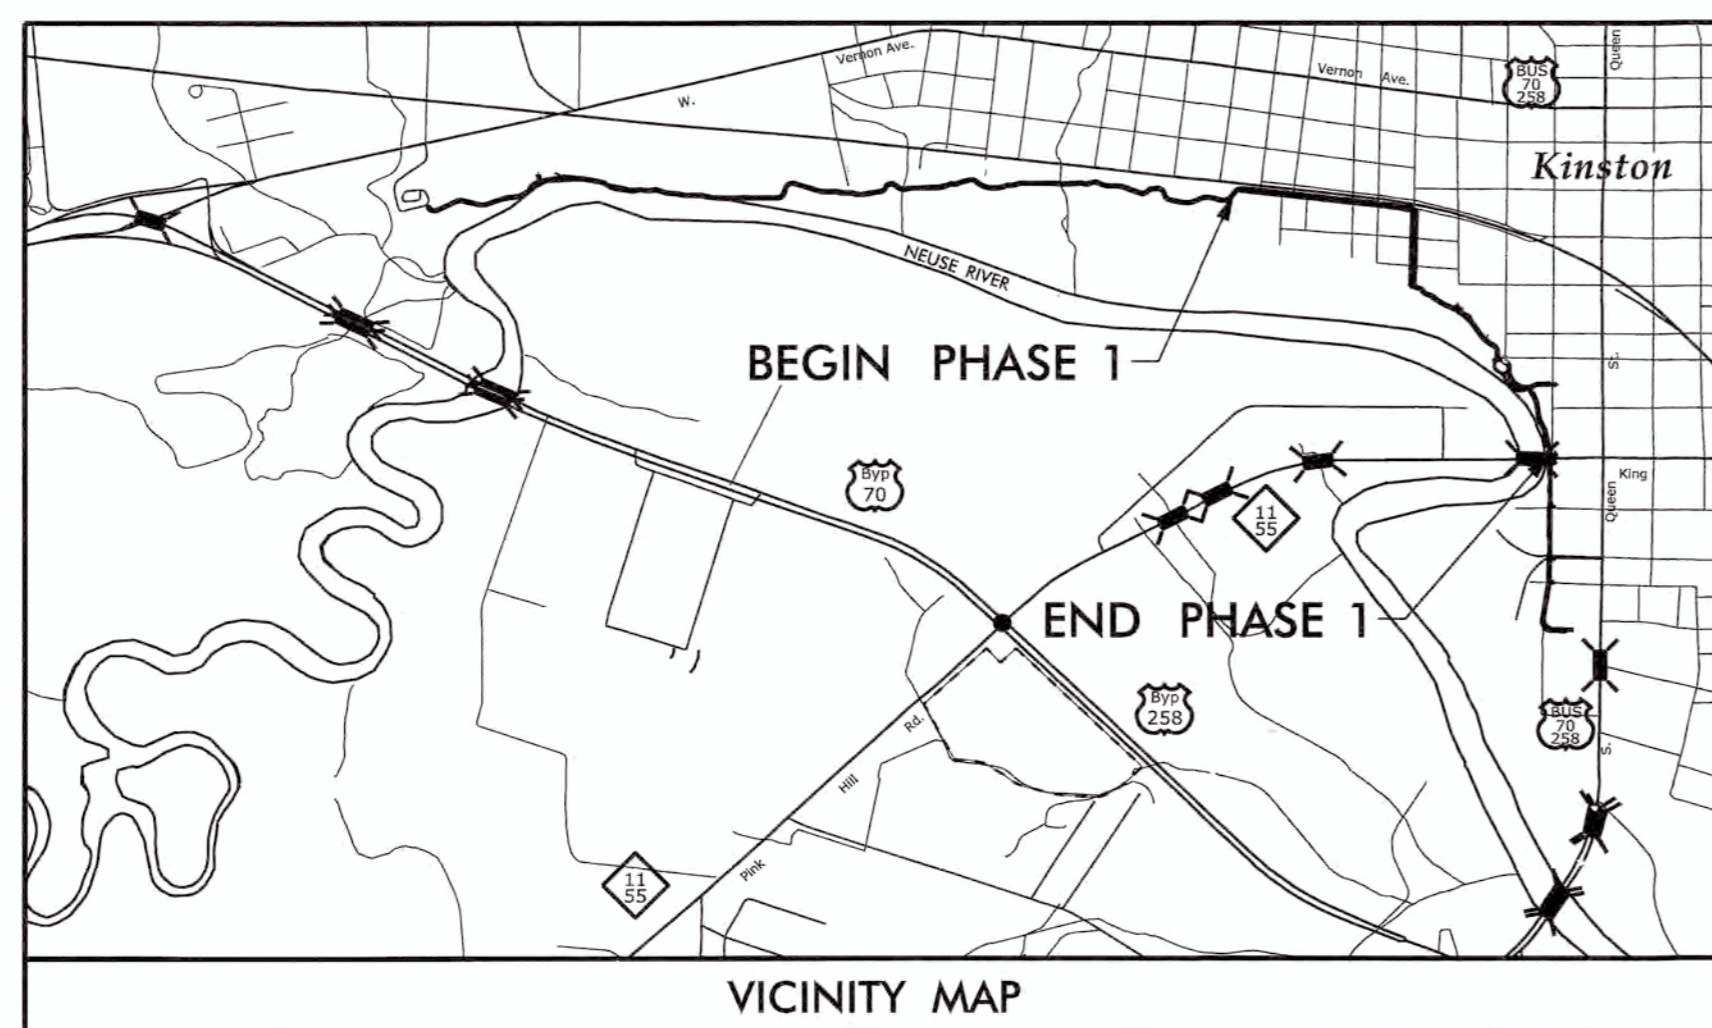 Vernon Ave.
W.
Vernon Ave.
BUS
70
258
Queen
Kinston
NEUSE RIVER
BEGIN PHASE 1
St.
Byp
70
11
55
King
Queen
END PHASE 1
Byp
258
Rd.
Hill
Pink
BUS
70
258
S.
11
55
VICINITY MAP